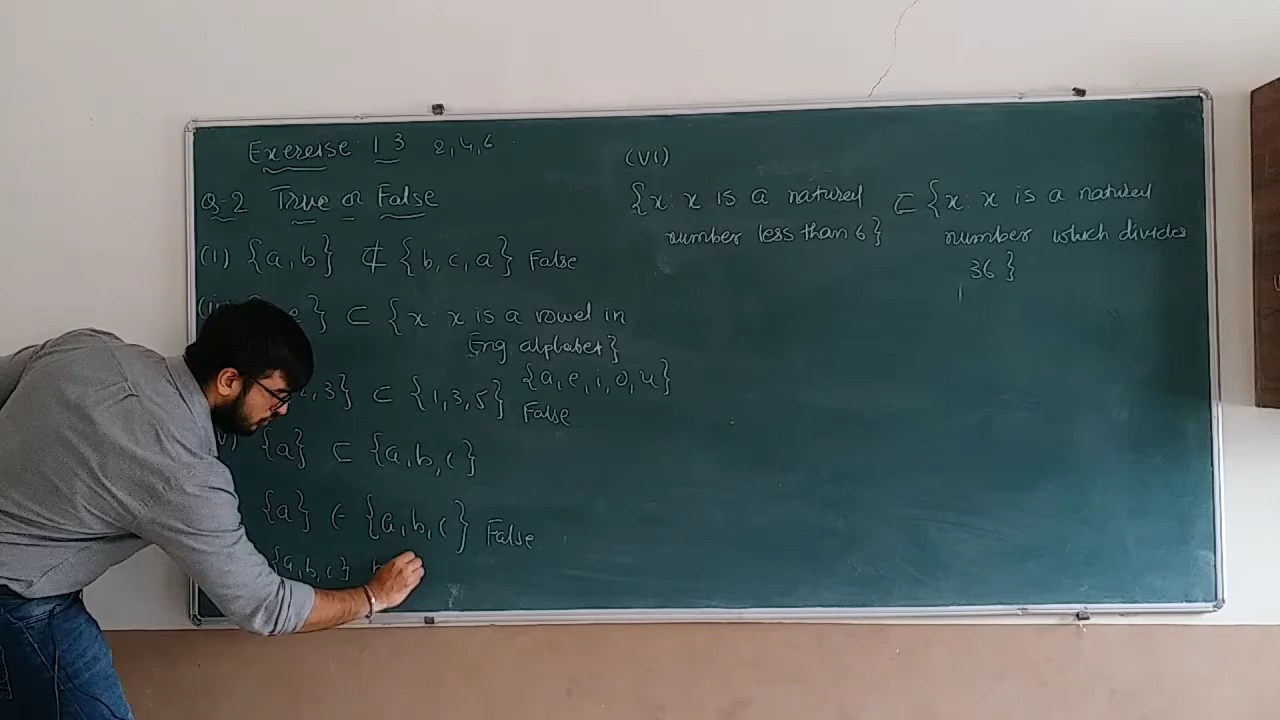 Exercise 1 3 2,4,6
Q-2 True or False
(i) {a,b} ⊄ {b,c,a} False
e} ⊂ {x: x is a vowel in
Eng alphabet}
{a,e,i,o,u}
,3} ⊂ {1,3,5} False
{a} ⊂ {a,b,c}
{a} ∈ {a,b,c} False
{a,b,c}
(VI)
{x: x is a natural number less than 6} ⊂ {x: x is a natural number which divides 36}
1